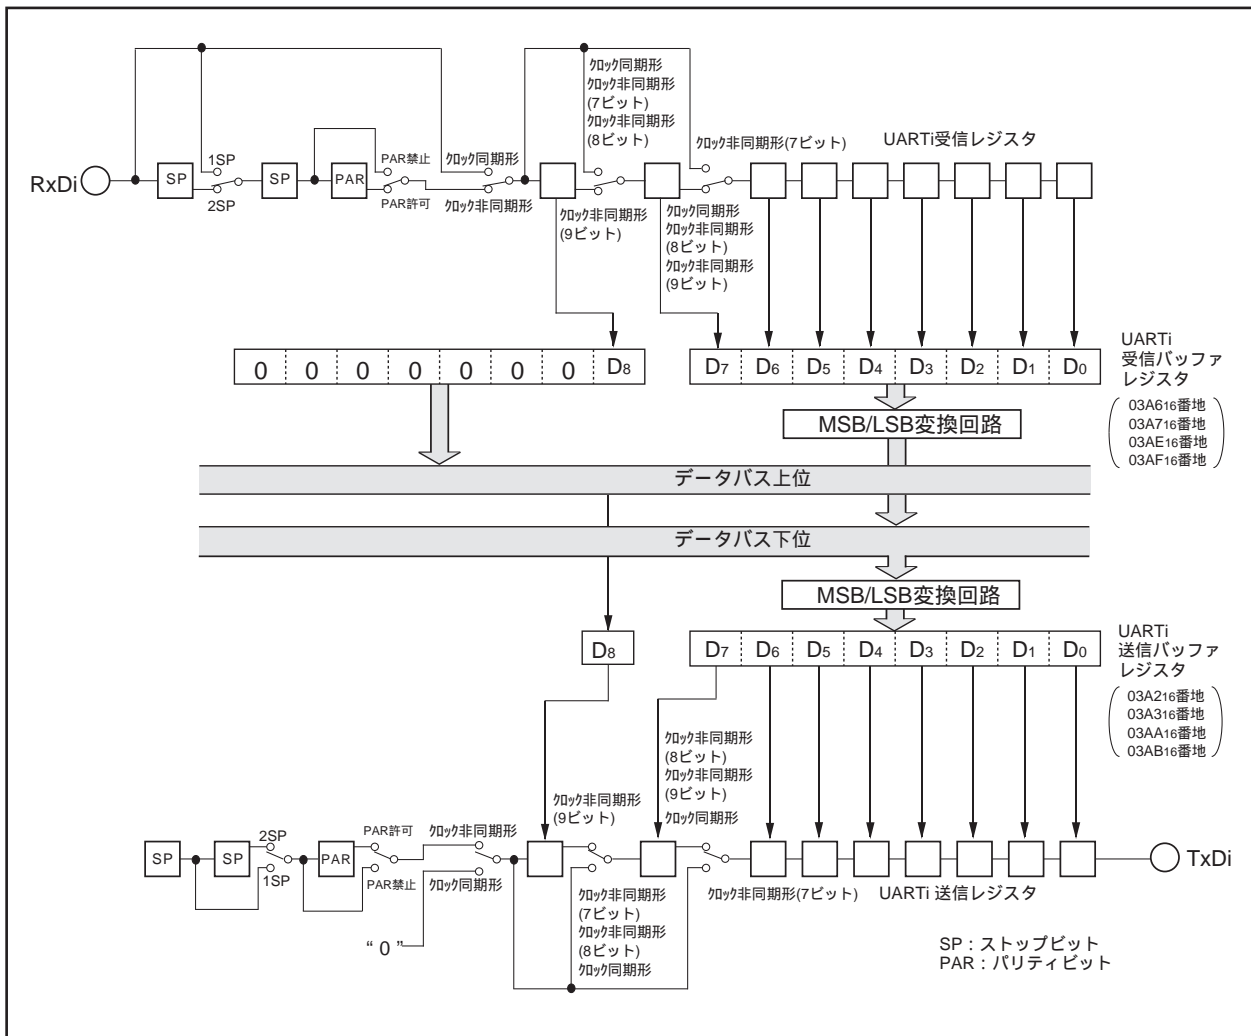 クロック同期形
クロック非同期形
(7ビット)
クロック非同期形
(8ビット)
クロック非同期形(7ビット)
UARTi受信レジスタ
RxDi
SP
1SP
2SP
SP
PAR
PAR禁止
PAR許可
クロック同期形
クロック非同期形
クロック非同期形
(9ビット)
クロック同期形
クロック非同期形
(8ビット)
クロック非同期形
(9ビット)
0 0 0 0 0 0 0 D8
D7 D6 D5 D4 D3 D2 D1 D0
UARTi
受信バッファ
レジスタ
03A616番地
03A716番地
03AE16番地
03AF16番地
MSB/LSB変換回路
データバス上位
データバス下位
MSB/LSB変換回路
D8
D7 D6 D5 D4 D3 D2 D1 D0
UARTi
送信バッファ
レジスタ
03A216番地
03A316番地
03AA16番地
03AB16番地
クロック非同期形
(8ビット)
クロック非同期形
(9ビット)
クロック同期形
クロック非同期形
(9ビット)
SP
SP
2SP
1SP
PAR
PAR許可
PAR禁止
クロック非同期形
クロック同期形
“ 0 ”
クロック非同期形
(7ビット)
クロック非同期形
(8ビット)
クロック同期形
クロック非同期形(7ビット)
UARTi 送信レジスタ
TxDi
SP：ストップビット
PAR：パリティビット